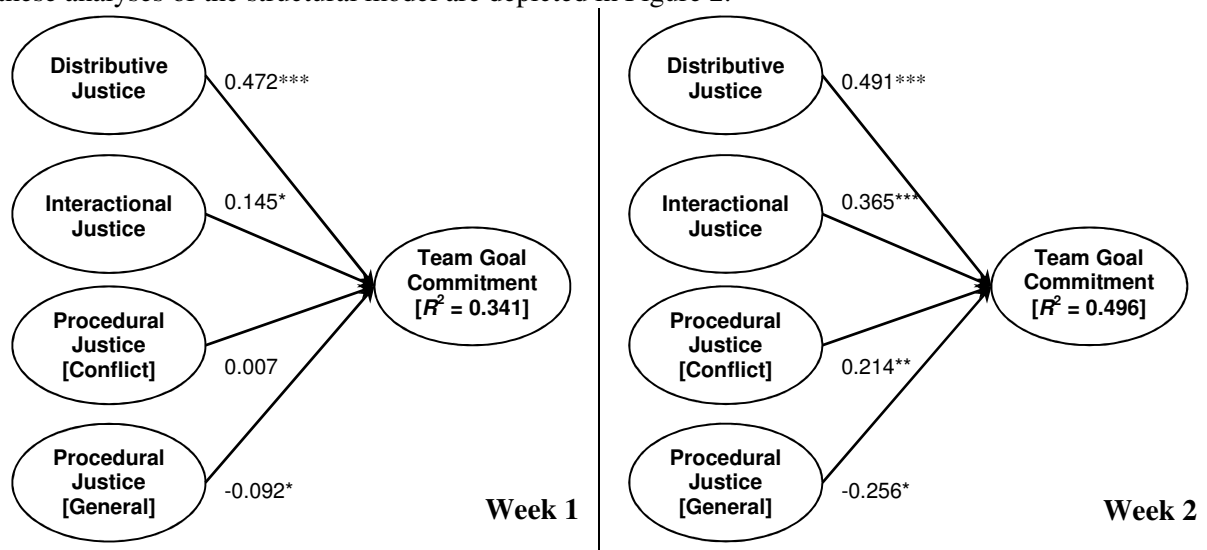 these analyses of the structural model are depicted in Figure 2.
Distributive
Justice
0.472***
Interactional
Justice
0.145*
Procedural
Justice
[Conflict]
0.007
Procedural
Justice
[General]
-0.092*
Team Goal
Commitment
[R² = 0.341]
Week 1
Distributive
Justice
0.491***
Interactional
Justice
0.365***
Procedural
Justice
[Conflict]
0.214**
Procedural
Justice
[General]
-0.256*
Team Goal
Commitment
[R² = 0.496]
Week 2